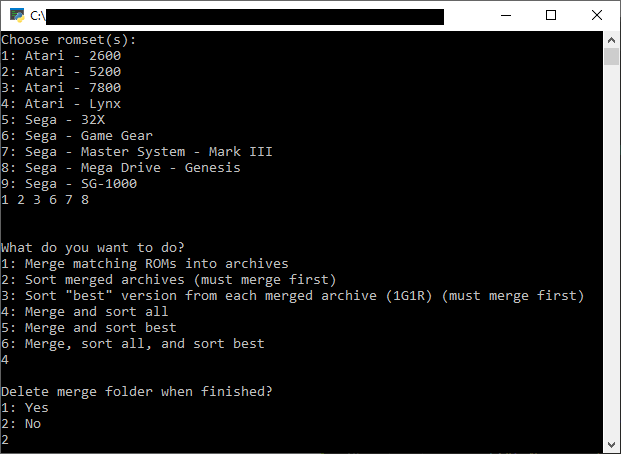 C:\
Choose romset(s):
1: Atari - 2600
2: Atari - 5200
3: Atari - 7800
4: Atari - Lynx
5: Sega - 32X
6: Sega - Game Gear
7: Sega - Master System - Mark III
8: Sega - Mega Drive - Genesis
9: Sega - SG-1000
1 2 3 6 7 8
What do you want to do?
1: Merge matching ROMs into archives
2: Sort merged archives (must merge first)
3: Sort "best" version from each merged archive (1G1R) (must merge first)
4: Merge and sort all
5: Merge and sort best
6: Merge, sort all, and sort best
4
Delete merge folder when finished?
1: Yes
2: No
2